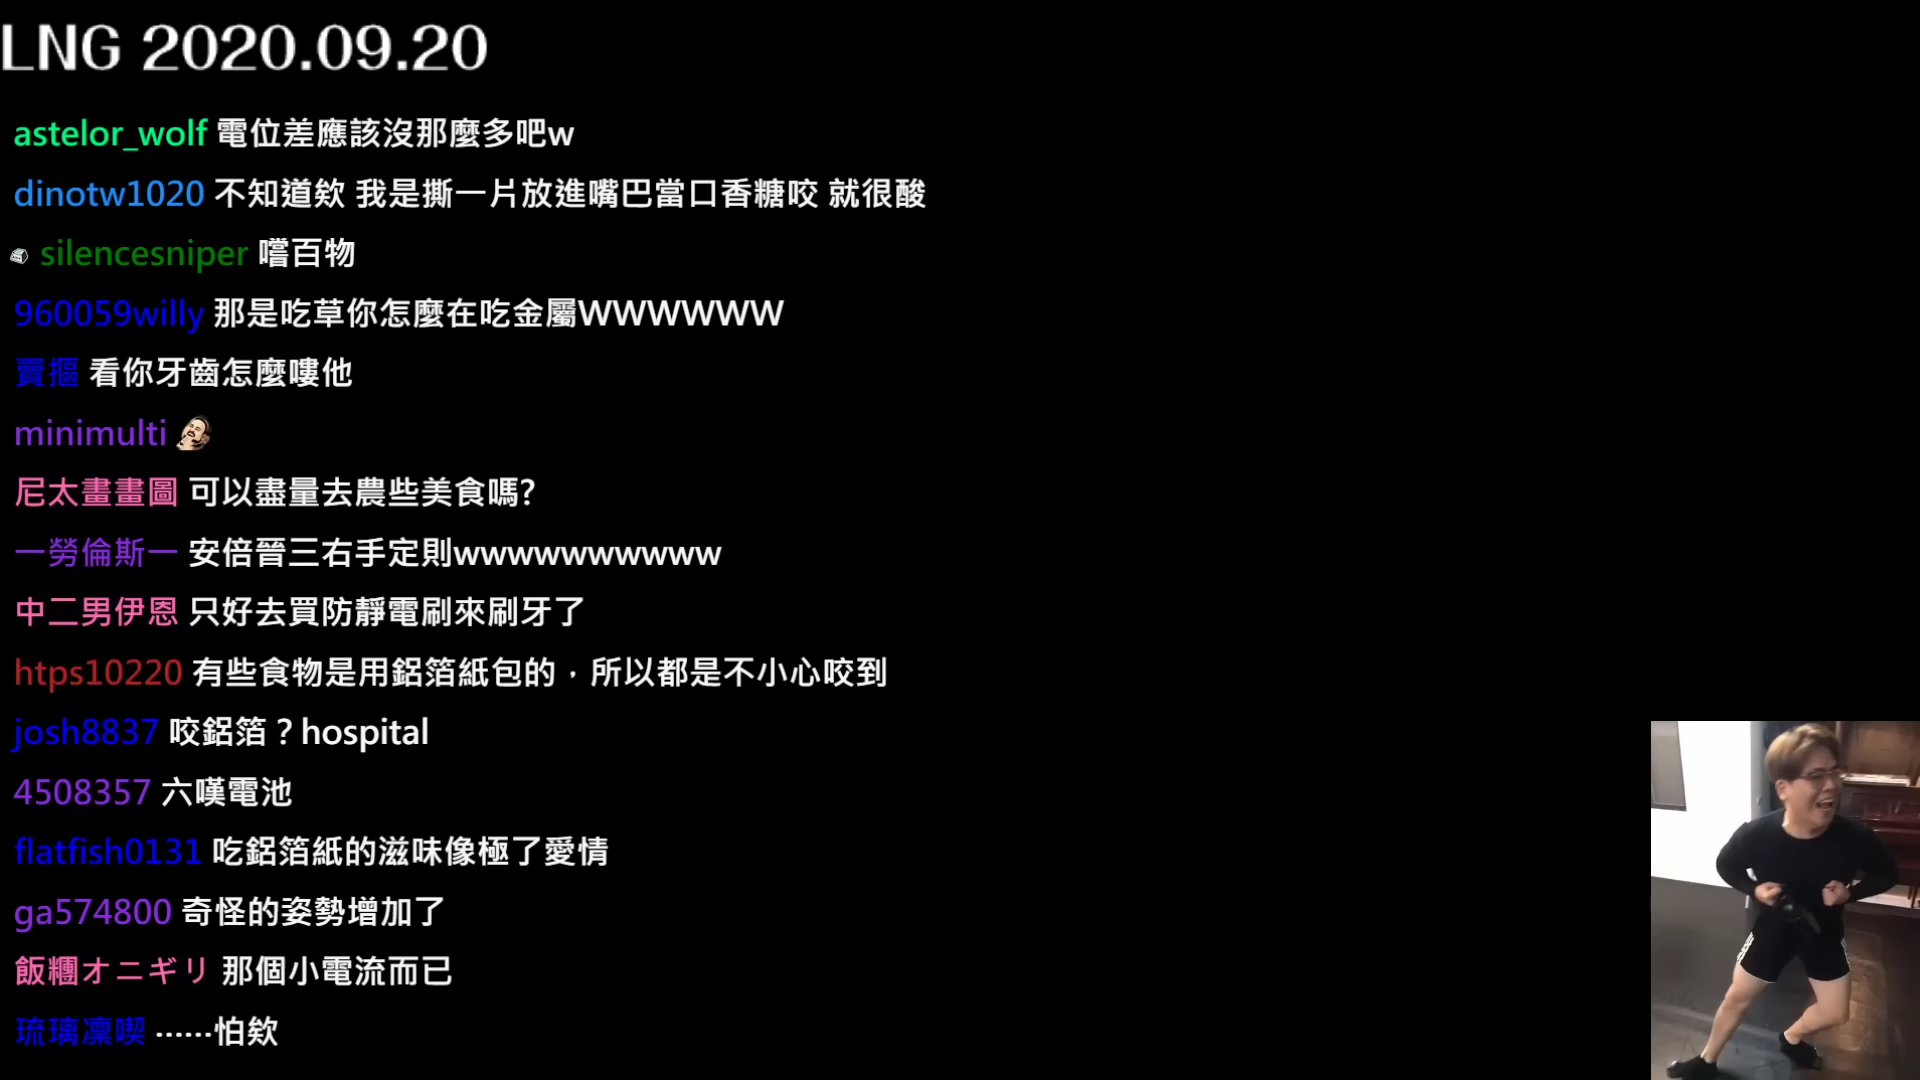 LNG 2020.09.20
astelor_wolf 電位差應該沒那麼多吧w
dinotw1020 不知道欸 我是撕一片放進嘴巴當口香糖咬 就很酸
silencesniper 嚐百物
960059willy 那是吃草你怎麼在吃金屬WWWWWW
賣摳 看你牙齒怎麼嘍他
minimulti
尼太畫畫圖 可以盡量去農些美食嗎?
一勞倫斯一 安倍晉三右手定則wwwwwwwwww
中二男伊恩 只好去買防靜電刷來刷牙了
htps10220 有些食物是用鋁箔紙包的，所以都是不小心咬到
josh8837 咬鋁箔？hospital
4508357 六嘆電池
flatfish0131 吃鋁箔紙的滋味像極了愛情
ga574800 奇怪的姿勢增加了
飯糰オニギリ 那個小電流而已
琉璃凜喫 ······怕欸